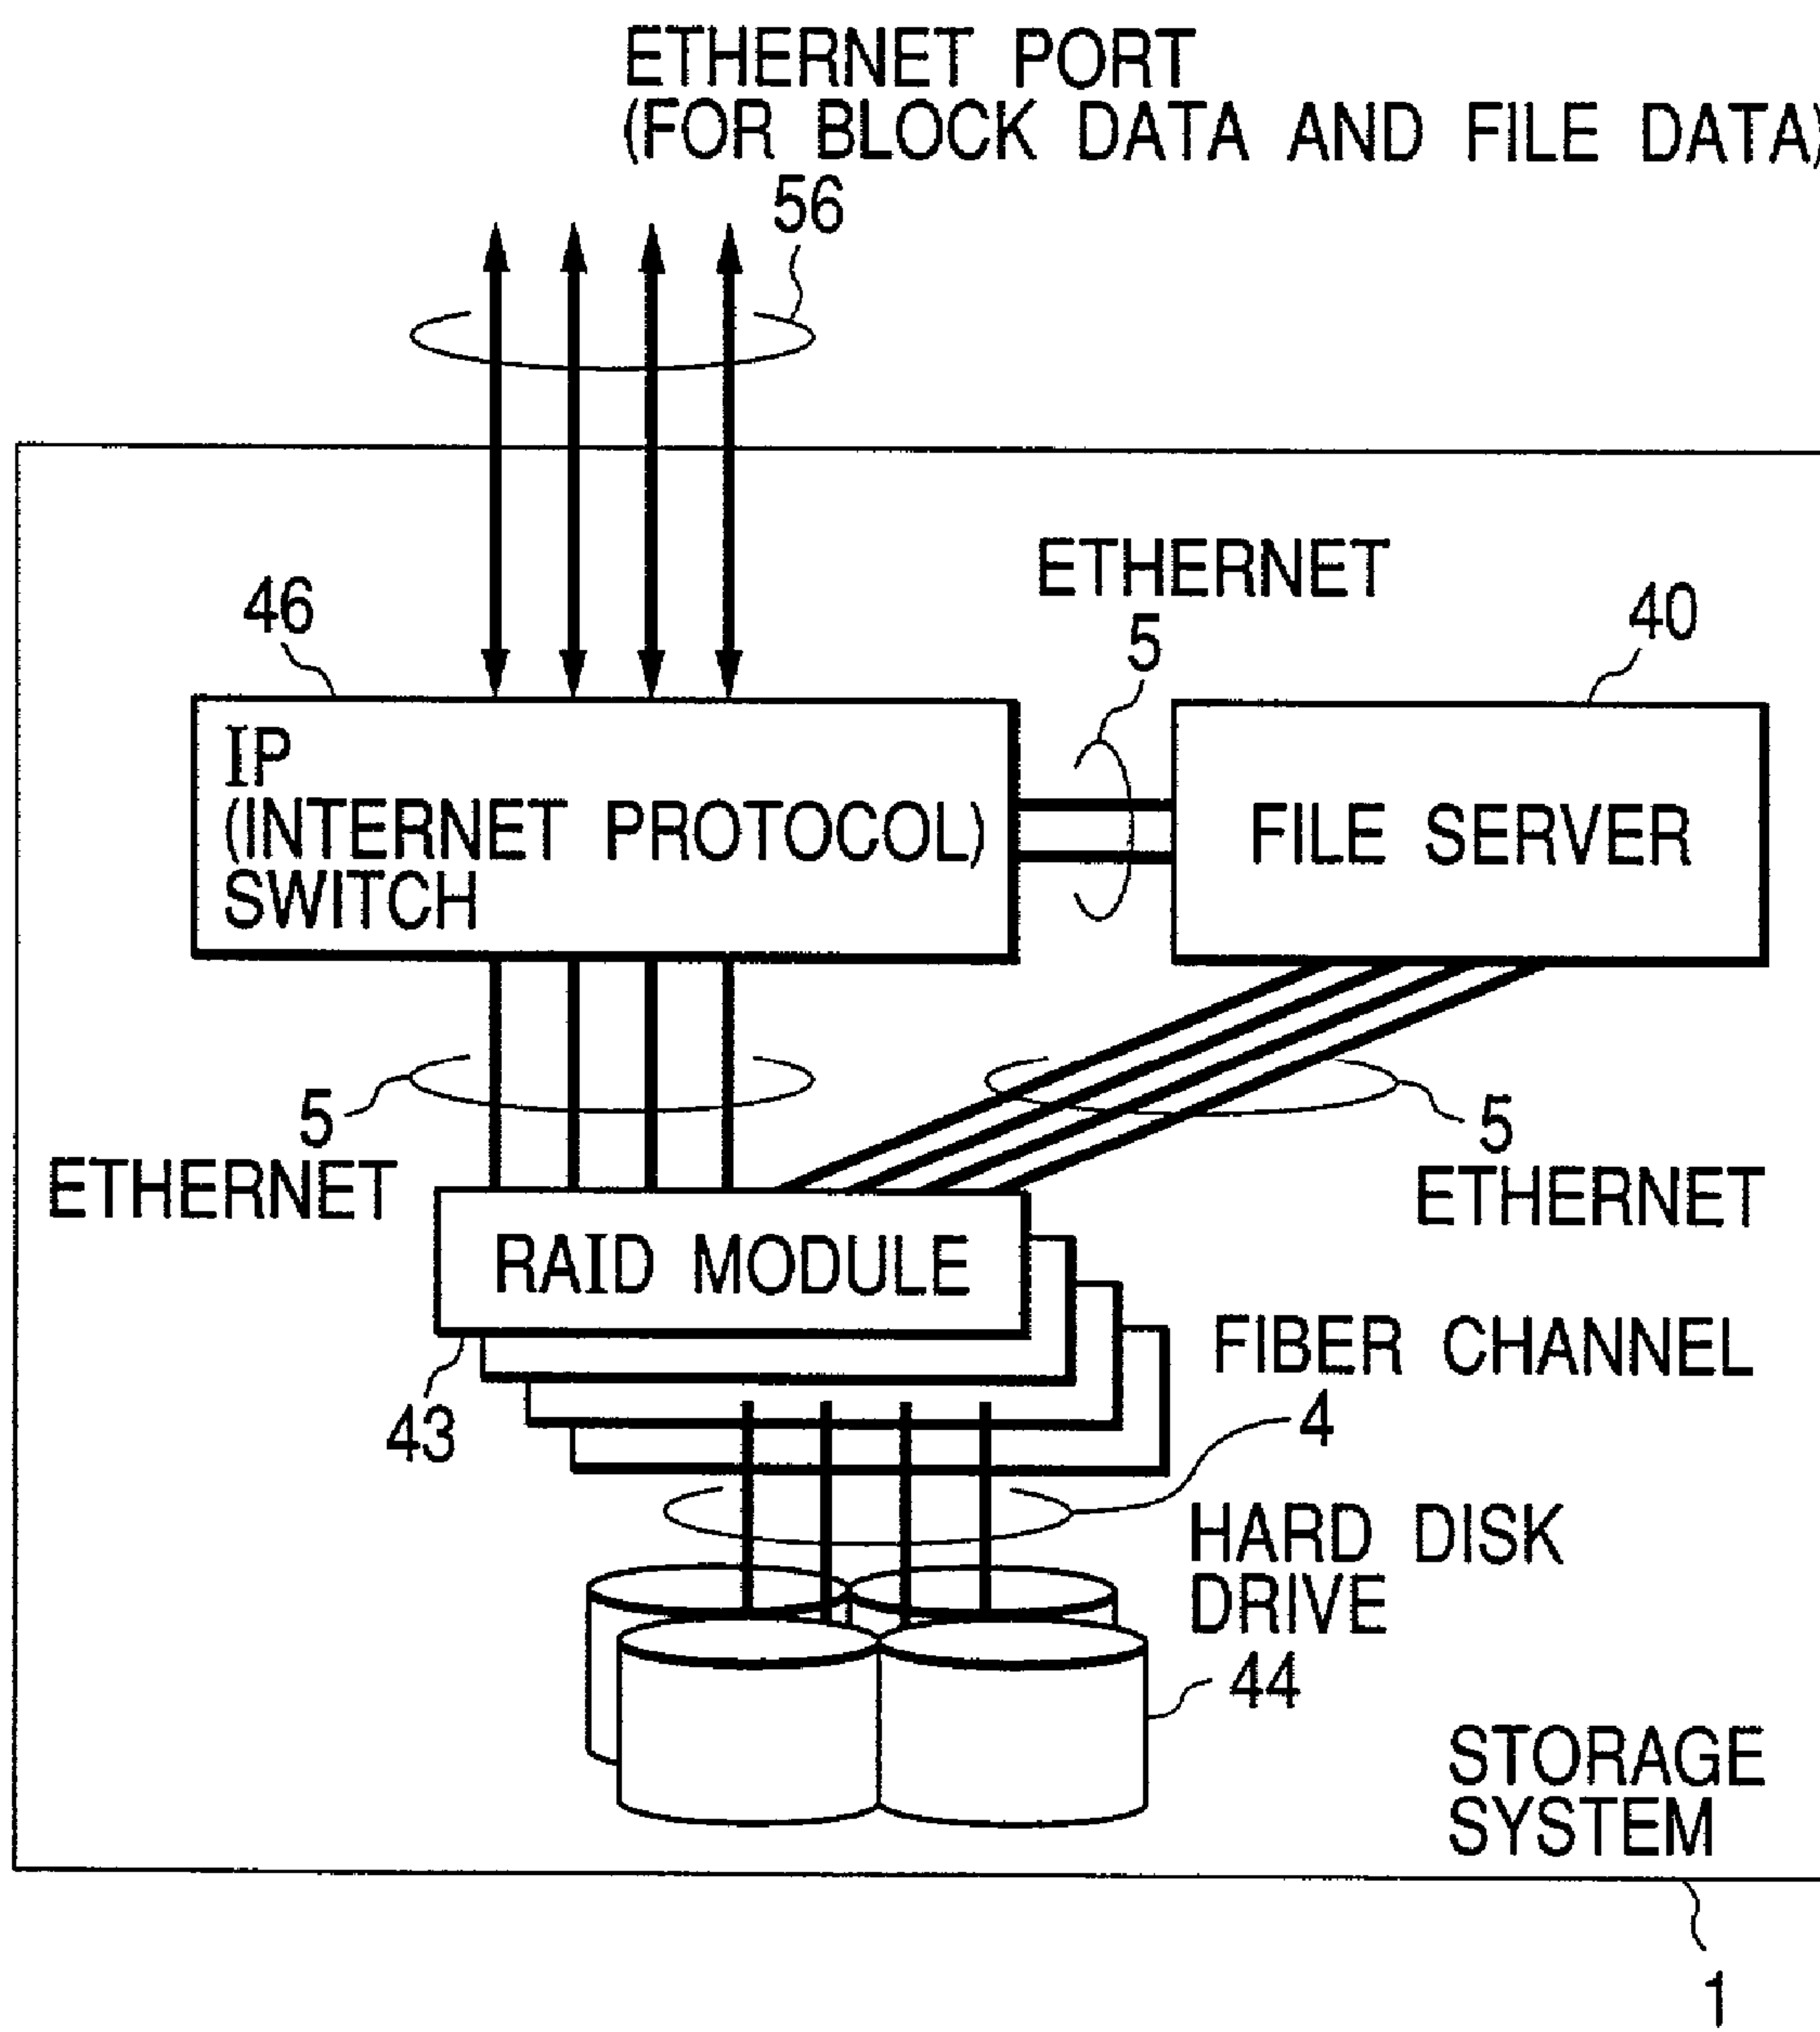 ETHERNET PORT
(FOR BLOCK DATA AND FILE DATA)
56
ETHERNET
5
46
40
IP
(INTERNET PROTOCOL)
SWITCH
FILE SERVER
5
ETHERNET
5
ETHERNET
RAID MODULE
43
FIBER CHANNEL
4
HARD DISK
DRIVE
44
STORAGE
SYSTEM
1